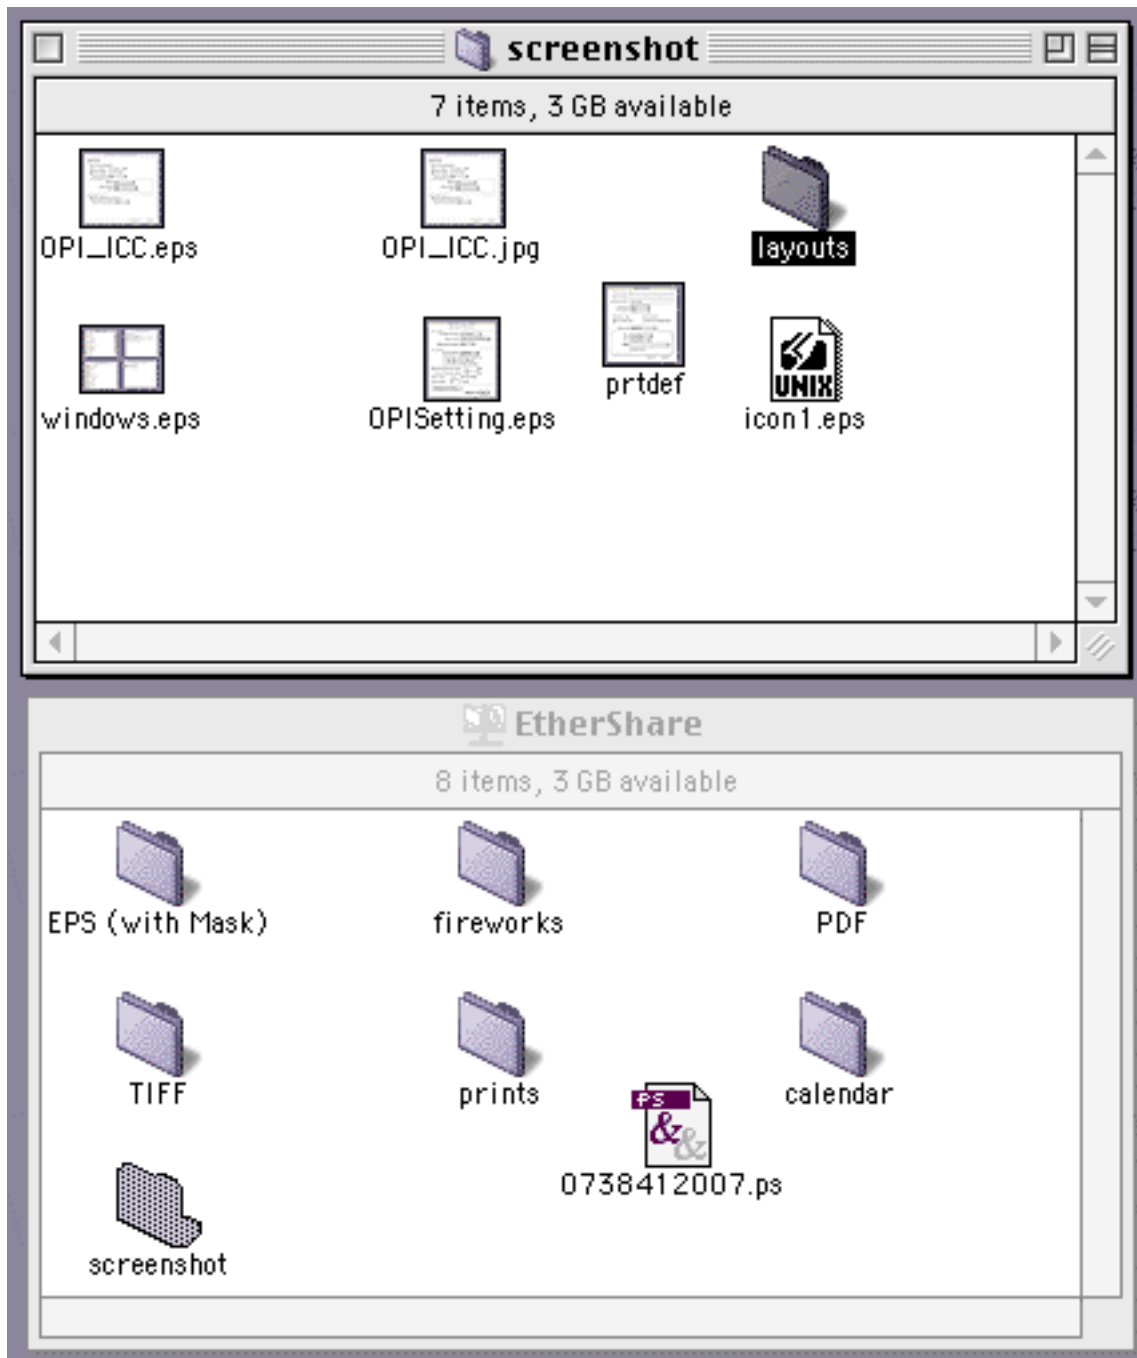 screenshot
7 items, 3 GB available
OPI_ICC.eps
OPI_ICC.jpg
layouts
windows.eps
OPISetting.eps
prtdef
UNIX
icon1.eps
EtherShare
8 items, 3 GB available
EPS (with Mask)
fireworks
PDF
TIFF
prints
calendar
PS
&&
0738412007.ps
screenshot